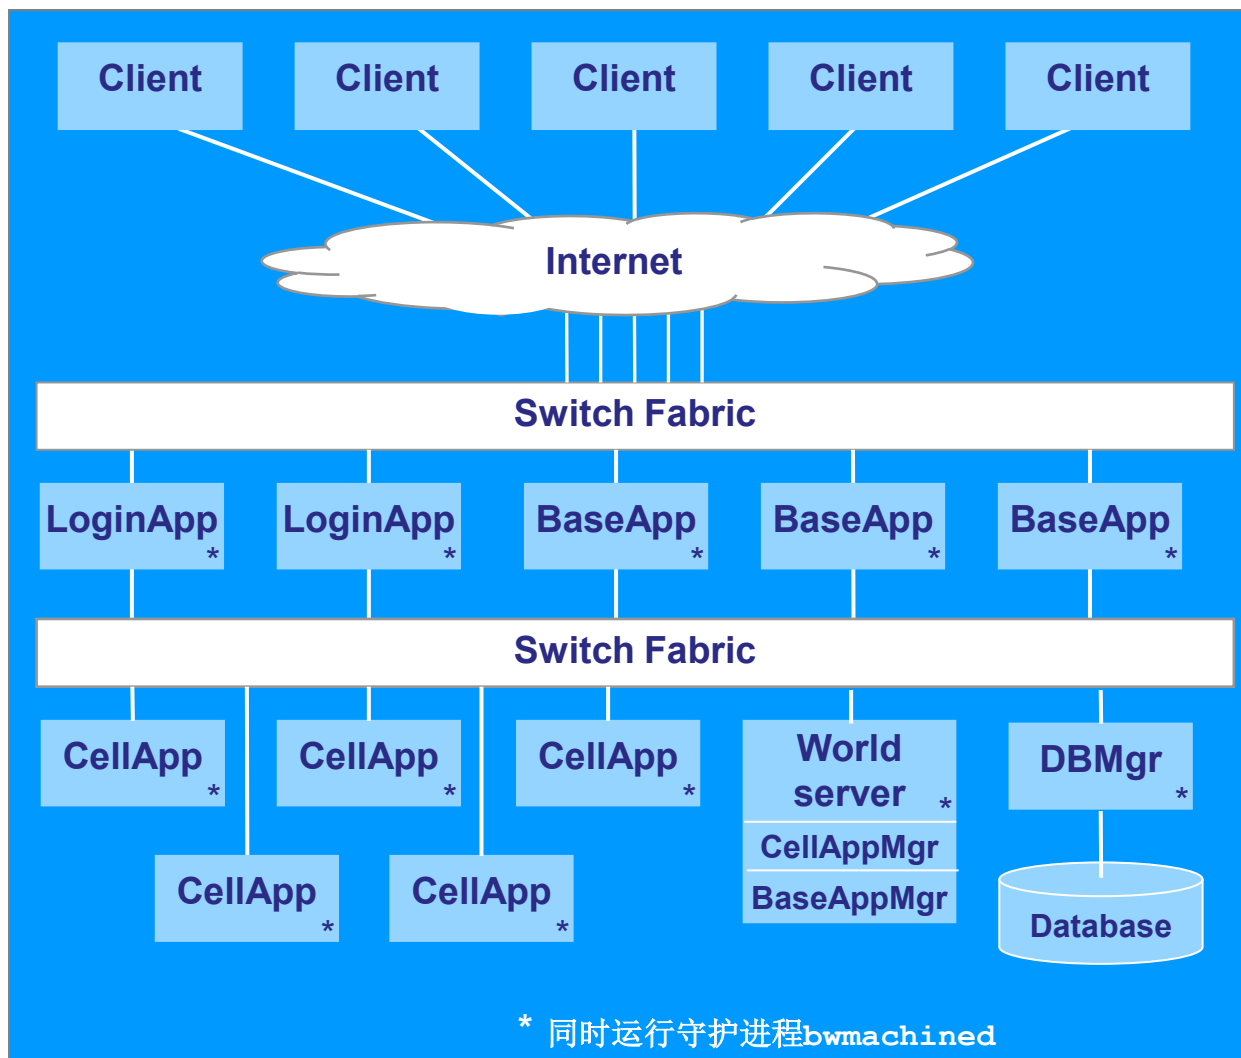 Client
Client
Client
Client
Client
Internet
Switch Fabric
LoginApp
*
LoginApp
*
BaseApp
*
BaseApp
*
BaseApp
*
Switch Fabric
CellApp
*
CellApp
*
CellApp
*
World
server *
CellAppMgr
BaseAppMgr
DBMgr
*
CellApp
*
CellApp
*
Database
* 同时运行守护进程bwmachined